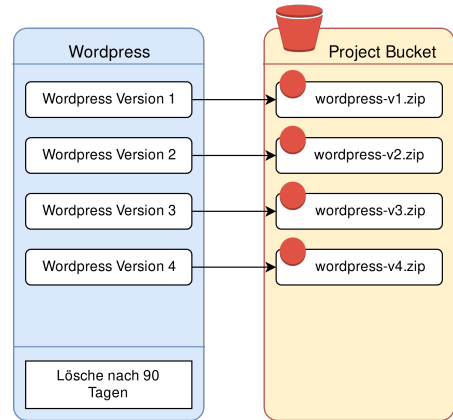 Wordpress
Project Bucket
Wordpress Version 1
wordpress-v1.zip
Wordpress Version 2
wordpress-v2.zip
Wordpress Version 3
wordpress-v3.zip
Wordpress Version 4
wordpress-v4.zip
Lösche nach 90
Tagen